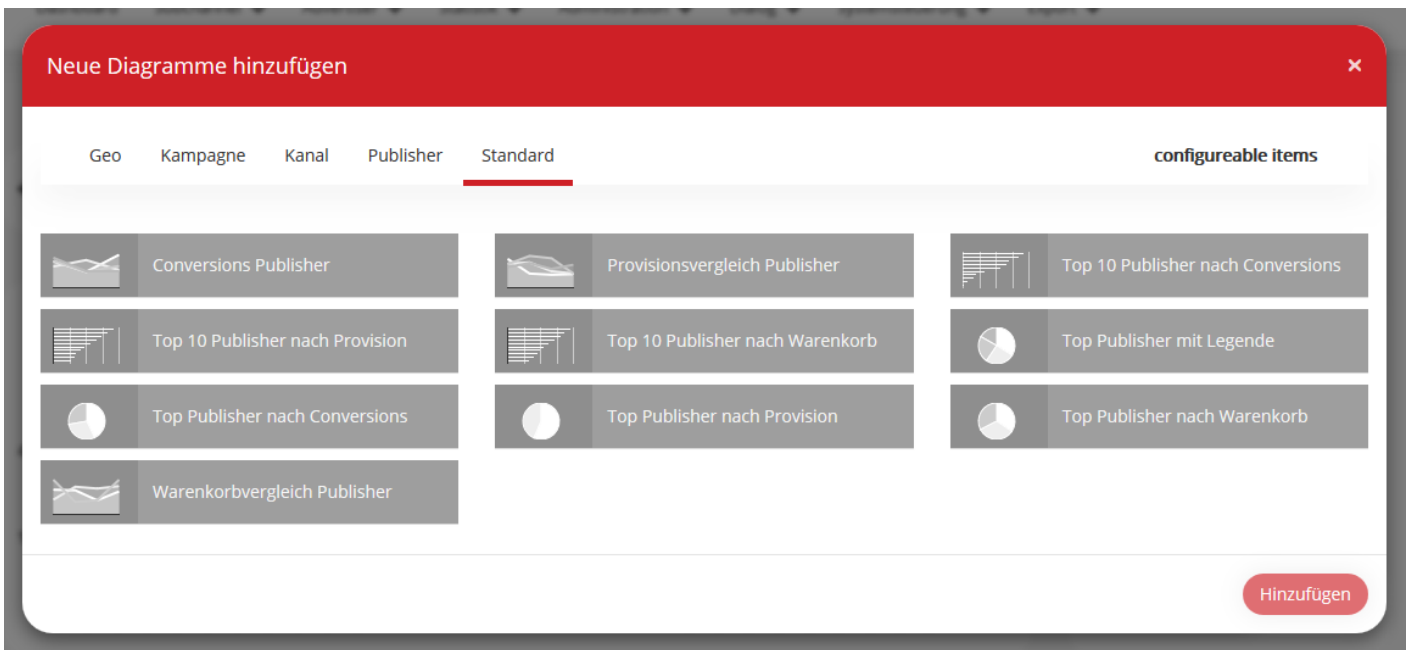 Neue Diagramme hinzufügen ×
Geo Kampagne Kanal Publisher Standard configureable items
Conversions Publisher Provisionsvergleich Publisher Top 10 Publisher nach Conversions
Top 10 Publisher nach Provision Top 10 Publisher nach Warenkorb Top Publisher mit Legende
Top Publisher nach Conversions Top Publisher nach Provision Top Publisher nach Warenkorb
Warenkorbvergleich Publisher
Hinzufügen